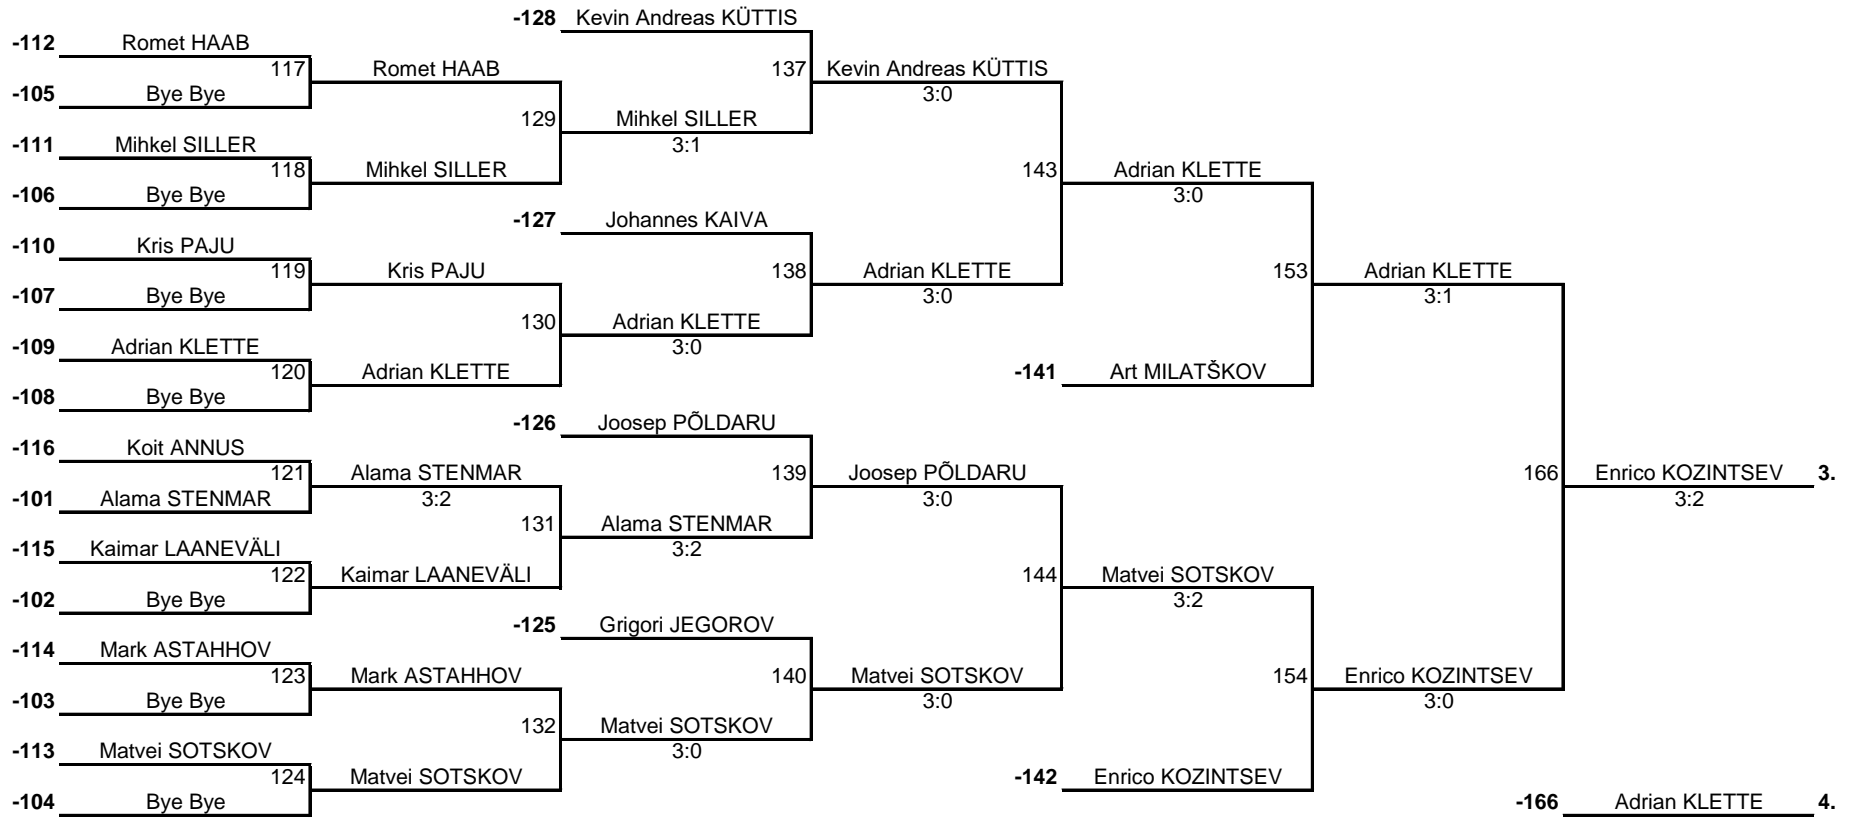 -128 Kevin Andreas KÜTTIS
-112 Romet HAAB
117 Romet HAAB 137 Kevin Andreas KÜTTIS
-105 Bye Bye 3:0
129 Mihkel SILLER
-111 Mihkel SILLER 3:1
118 Mihkel SILLER 143 Adrian KLETTE
-106 Bye Bye 3:0
-127 Johannes KAIVA
-110 Kris PAJU
119 Kris PAJU 138 Adrian KLETTE 153 Adrian KLETTE
-107 Bye Bye 3:0 3:1
130 Adrian KLETTE
-109 Adrian KLETTE 3:0
120 Adrian KLETTE -141 Art MILATŠKOV
-108 Bye Bye
-126 Joosep PÕLDARU
-116 Koit ANNUS
121 Alama STENMAR 139 Joosep PÕLDARU 166 Enrico KOZINTSEV 3.
-101 Alama STENMAR 3:2 3:0 3:2
131 Alama STENMAR
-115 Kaimar LAANEVÄLI 3:2
122 Kaimar LAANEVÄLI 144 Matvei SOTSKOV
-102 Bye Bye 3:2
-125 Grigori JEGOROV
-114 Mark ASTAHHOV
123 Mark ASTAHHOV 140 Matvei SOTSKOV 154 Enrico KOZINTSEV
-103 Bye Bye 3:0 3:0
132 Matvei SOTSKOV
-113 Matvei SOTSKOV 3:0
124 Matvei SOTSKOV -142 Enrico KOZINTSEV
-104 Bye Bye -166 Adrian KLETTE 4.